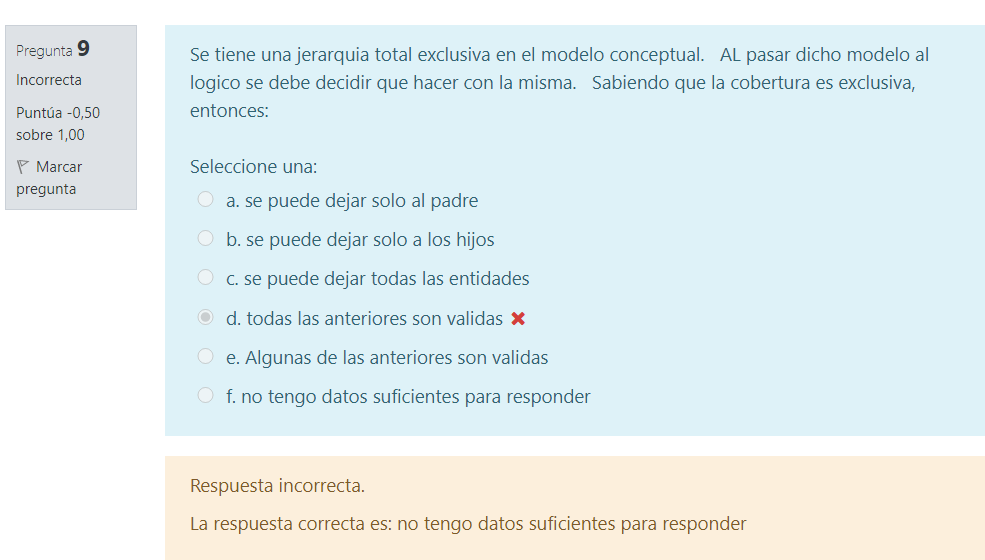 Pregunta 9
Incorrecta
Puntúa -0,50
sobre 1,00
Marcar
pregunta
Se tiene una jerarquia total exclusiva en el modelo conceptual.   AL pasar dicho modelo al
logico se debe decidir que hacer con la misma.   Sabiendo que la cobertura es exclusiva,
entonces:
Seleccione una:
a. se puede dejar solo al padre
b. se puede dejar solo a los hijos
c. se puede dejar todas las entidades
d. todas las anteriores son validas
e. Algunas de las anteriores son validas
f. no tengo datos suficientes para responder
Respuesta incorrecta.
La respuesta correcta es: no tengo datos suficientes para responder